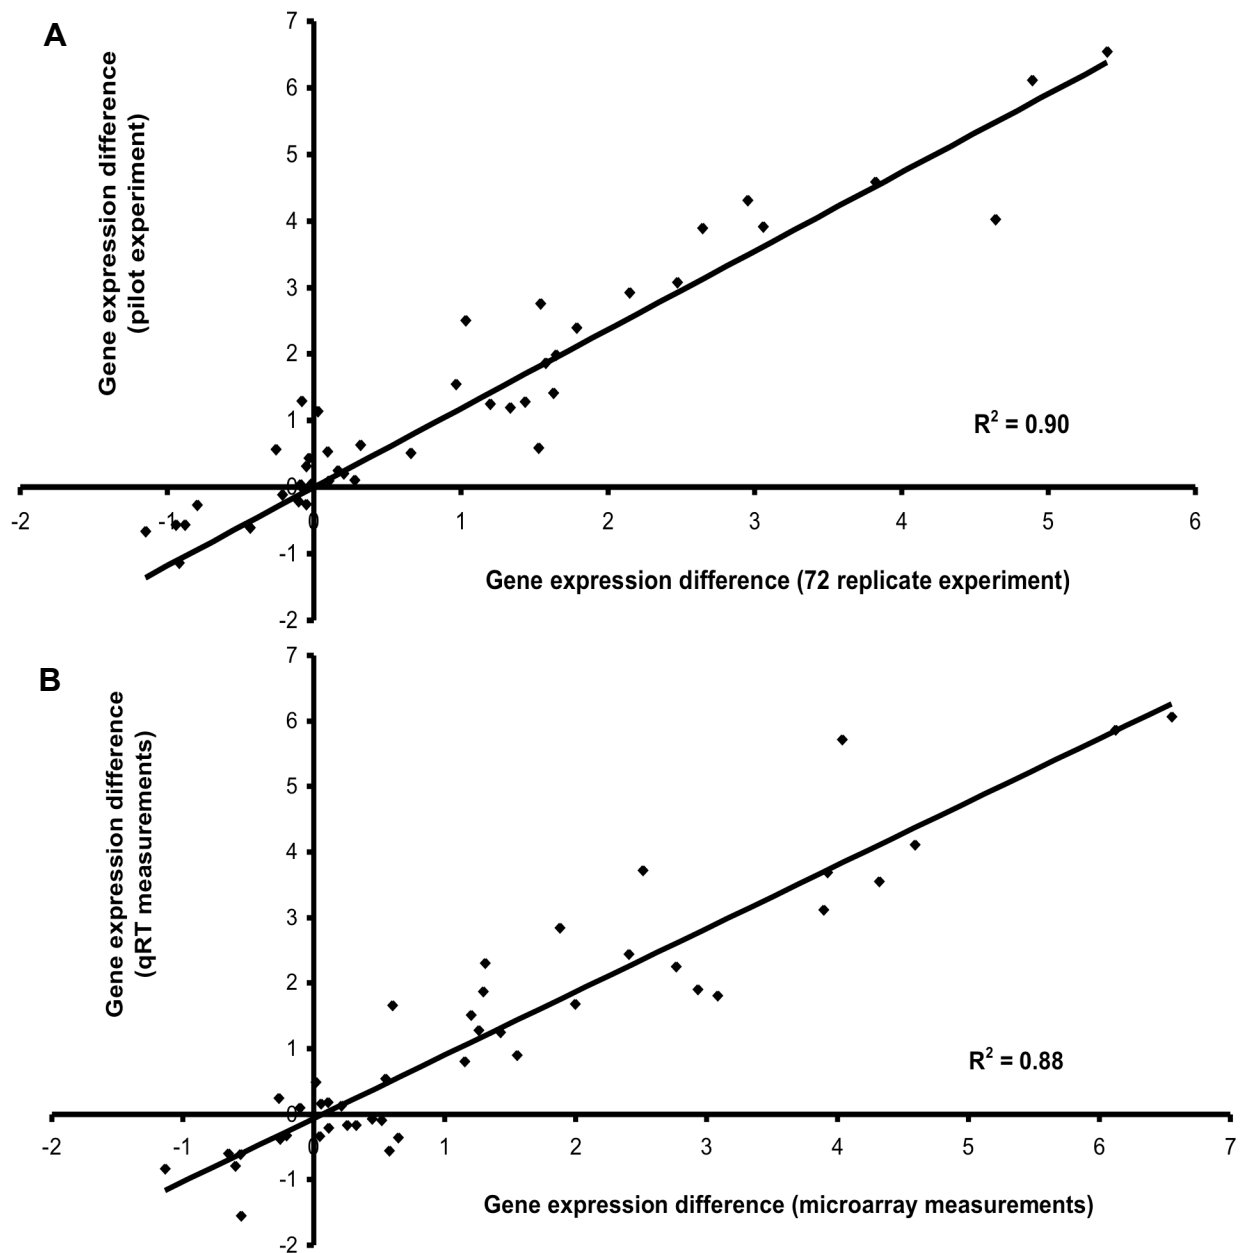 A
Gene expression difference
(pilot experiment)
7
6
5
4
3
2
1
0
-1
-2
-2 -1 0 1 2 3 4 5 6
R² = 0.90
Gene expression difference (72 replicate experiment)
B
Gene expression difference
(qRT measurements)
7
6
5
4
3
2
1
0
-1
-2
-2 -1 0 1 2 3 4 5 6 7
R² = 0.88
Gene expression difference (microarray measurements)